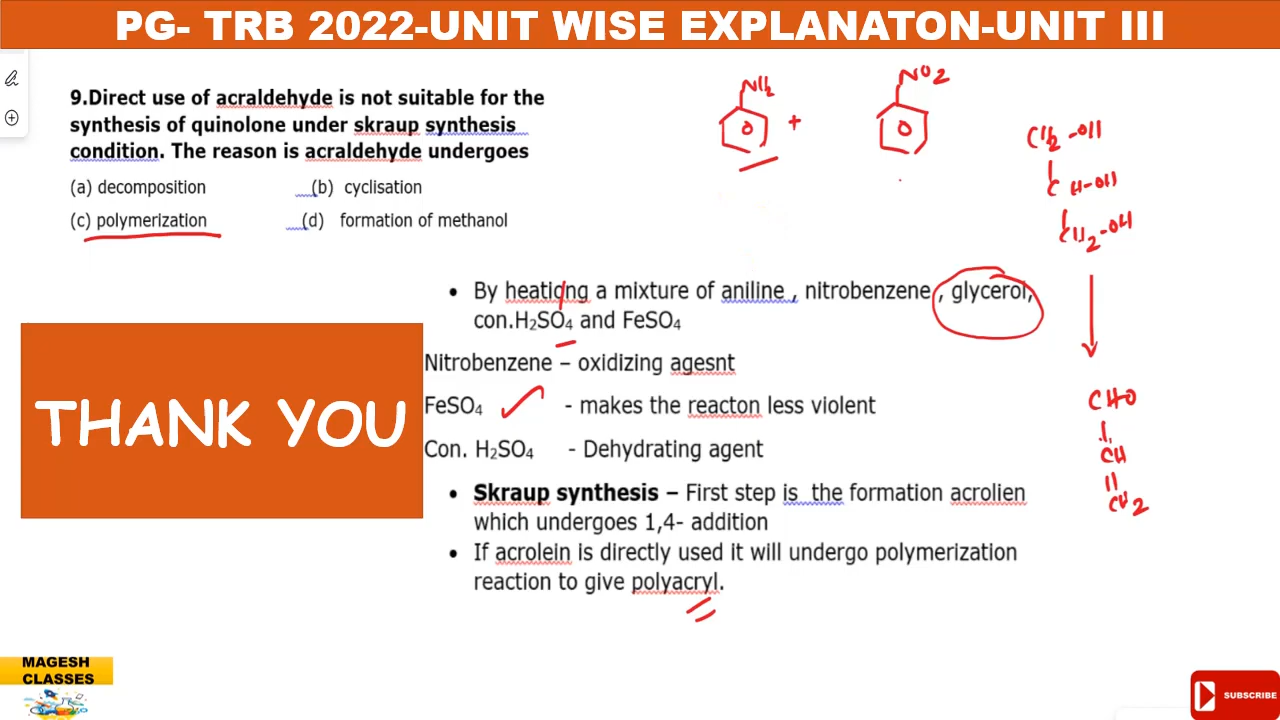 PG- TRB 2022-UNIT WISE EXPLANATON-UNIT III
9.Direct use of acraldehyde is not suitable for the
synthesis of quinolone under skraup synthesis
condition. The reason is acraldehyde undergoes
(a) decomposition (b) cyclisation
(c) polymerization (d) formation of methanol
NH2
+
NO2
CH2-OH
CH-OH
CH2-OH
• By heatidng a mixture of aniline , nitrobenzene , glycerol,
con.H2SO4 and FeSO4
Nitrobenzene – oxidizing agesnt
FeSO4 - makes the reacton less violent
Con. H2SO4 - Dehydrating agent
CHO
CH
CH2
• Skraup synthesis – First step is the formation acrolien
which undergoes 1,4- addition
• If acrolein is directly used it will undergo polymerization
reaction to give polyacryl.
THANK YOU
MAGESH
CLASSES
SUBSCRIBE